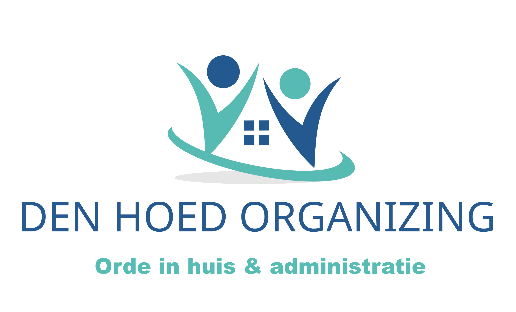 DEN HOED ORGANIZING
Orde in huis & administratie